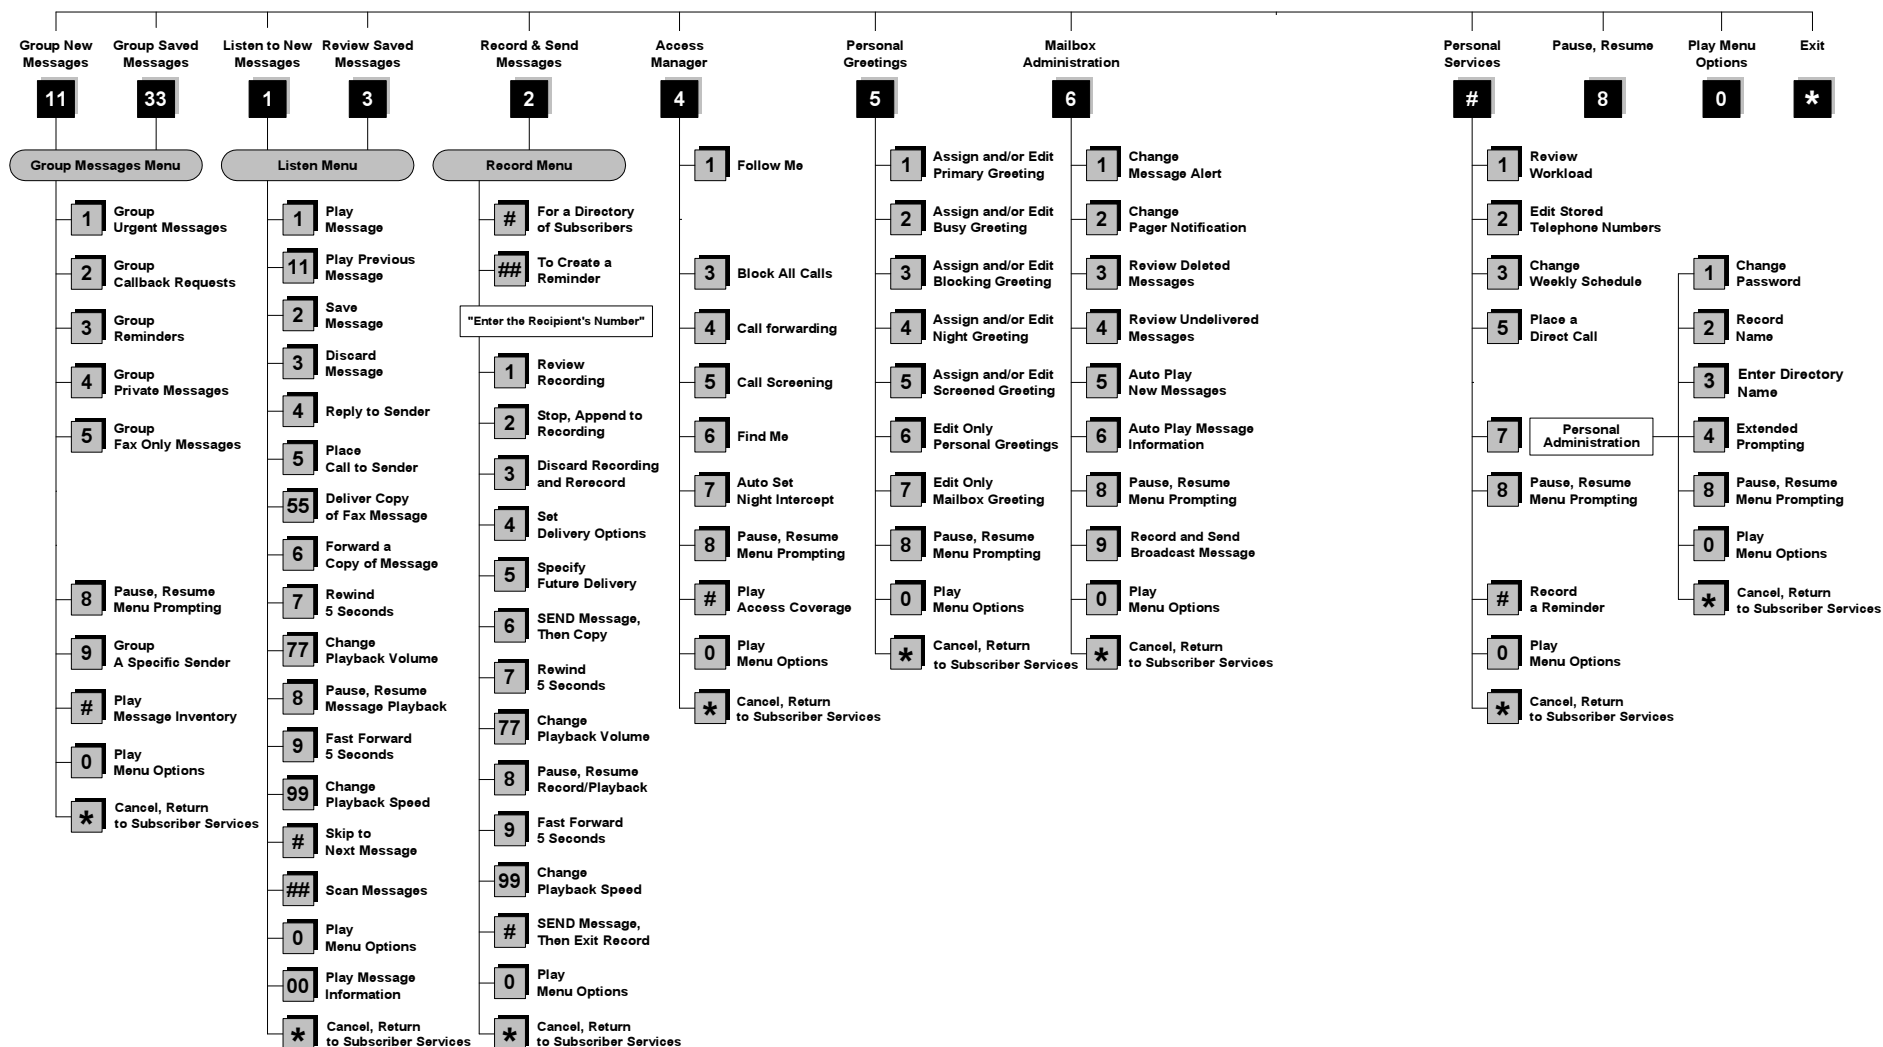 Group New
Messages
11
Group Saved
Messages
33
Listen to New
Messages
1
Review Saved
Messages
3
Record & Send
Messages
2
Access
Manager
4
Personal
Greetings
5
Mailbox
Administration
6
Personal
Services
#
Pause, Resume
8
Play Menu
Options
0
Exit
*
Group Messages Menu
1
Group
Urgent Messages
2
Group
Callback Requests
3
Group
Reminders
4
Group
Private Messages
5
Group
Fax Only Messages
8
Pause, Resume
Menu Prompting
9
Group
A Specific Sender
#
Play
Message Inventory
0
Play
Menu Options
*
Cancel, Return
to Subscriber Services
Listen Menu
1
Play
Message
11
Play Previous
Message
2
Save
Message
3
Discard
Message
4
Reply to Sender
5
Place
Call to Sender
55
Deliver Copy
of Fax Message
6
Forward a
Copy of Message
7
Rewind
5 Seconds
77
Change
Playback Volume
8
Pause, Resume
Message Playback
9
Fast Forward
5 Seconds
99
Change
Playback Speed
#
Skip to
Next Message
##
Scan Messages
0
Play
Menu Options
00
Play Message
Information
*
Cancel, Return
to Subscriber Services
Record Menu
#
For a Directory
of Subscribers
##
To Create a
Reminder
"Enter the Recipient's Number"
1
Review
Recording
2
Stop, Append to
Recording
3
Discard Recording
and Rerecord
4
Set
Delivery Options
5
Specify
Future Delivery
6
SEND Message,
Then Copy
7
Rewind
5 Seconds
77
Change
Playback Volume
8
Pause, Resume
Record/Playback
9
Fast Forward
5 Seconds
99
Change
Playback Speed
#
SEND Message,
Then Exit Record
0
Play
Menu Options
*
Cancel, Return
to Subscriber Services
1
Follow Me
3
Block All Calls
4
Call forwarding
5
Call Screening
6
Find Me
7
Auto Set
Night Intercept
8
Pause, Resume
Menu Prompting
#
Play
Access Coverage
0
Play
Menu Options
*
Cancel, Return
to Subscriber Services
1
Assign and/or Edit
Primary Greeting
2
Assign and/or Edit
Busy Greeting
3
Assign and/or Edit
Blocking Greeting
4
Assign and/or Edit
Night Greeting
5
Assign and/or Edit
Screened Greeting
6
Edit Only
Personal Greetings
7
Edit Only
Mailbox Greeting
8
Pause, Resume
Menu Prompting
0
Play
Menu Options
*
Cancel, Return
to Subscriber Services
1
Change
Message Alert
2
Change
Pager Notification
3
Review Deleted
Messages
4
Review Undelivered
Messages
5
Auto Play
New Messages
6
Auto Play Message
Information
8
Pause, Resume
Menu Prompting
9
Record and Send
Broadcast Message
0
Play
Menu Options
*
Cancel, Return
to Subscriber Services
1
Review
Workload
2
Edit Stored
Telephone Numbers
3
Change
Weekly Schedule
5
Place a
Direct Call
7
Personal
Administration
8
Pause, Resume
Menu Prompting
#
Record
a Reminder
0
Play
Menu Options
*
Cancel, Return
to Subscriber Services
1
Change
Password
2
Record
Name
3
Enter Directory
Name
4
Extended
Prompting
8
Pause, Resume
Menu Prompting
0
Play
Menu Options
*
Cancel, Return
to Subscriber Services